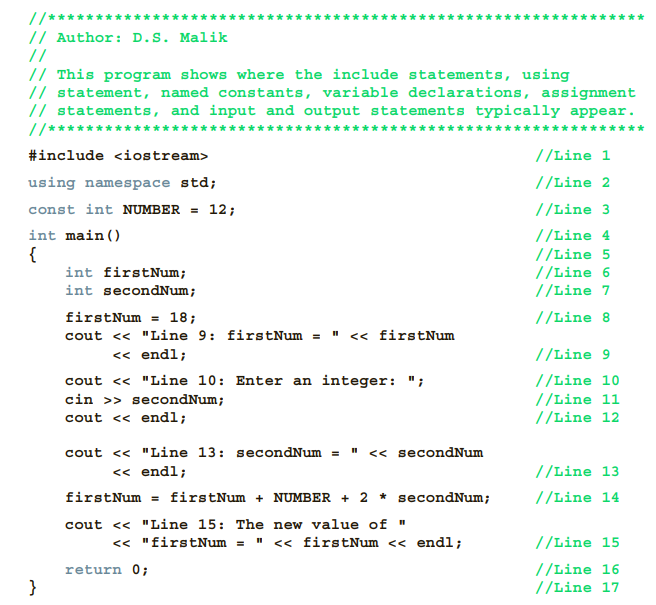 //****************************************************************
// Author: D.S. Malik
//
// This program shows where the include statements, using
// statement, named constants, variable declarations, assignment
// statements, and input and output statements typically appear.
//****************************************************************
#include <iostream> //Line 1
using namespace std; //Line 2
const int NUMBER = 12; //Line 3
int main() //Line 4
{ //Line 5
int firstNum; //Line 6
int secondNum; //Line 7
firstNum = 18; //Line 8
cout << "Line 9: firstNum = " << firstNum
<< endl; //Line 9
cout << "Line 10: Enter an integer: "; //Line 10
cin >> secondNum; //Line 11
cout << endl; //Line 12
cout << "Line 13: secondNum = " << secondNum
<< endl; //Line 13
firstNum = firstNum + NUMBER + 2 * secondNum; //Line 14
cout << "Line 15: The new value of "
<< "firstNum = " << firstNum << endl; //Line 15
return 0; //Line 16
} //Line 17